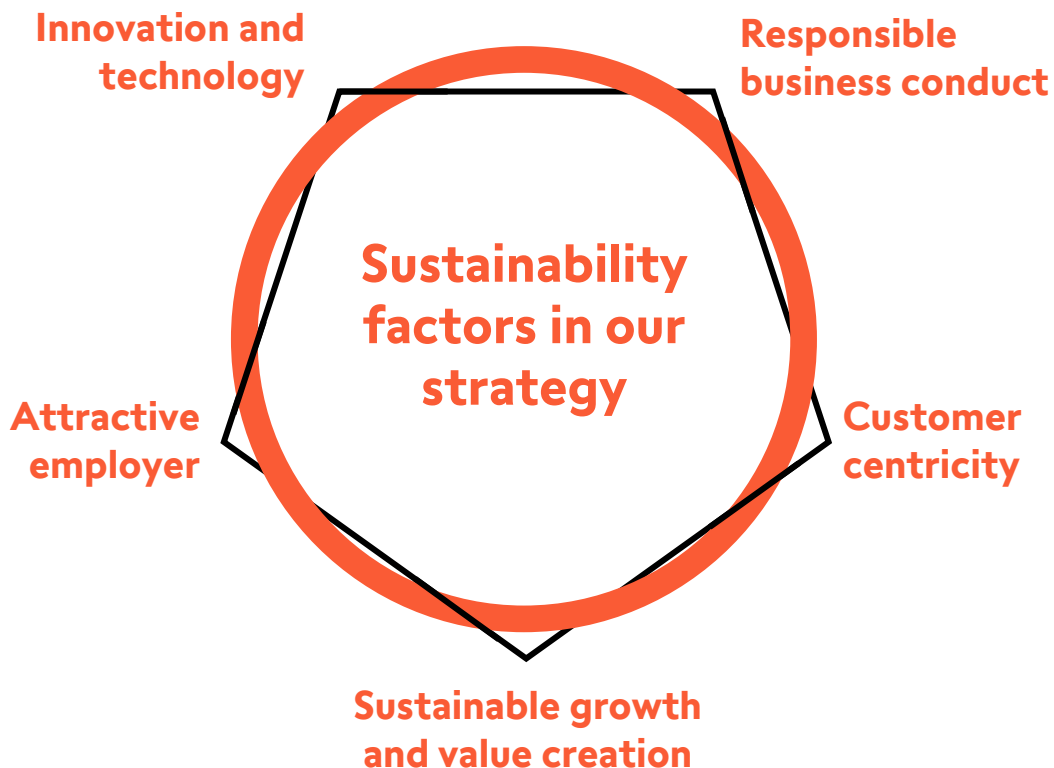 Innovation and
technology
Responsible
business conduct
Sustainability
factors in our
strategy
Attractive
employer
Customer
centricity
Sustainable growth
and value creation